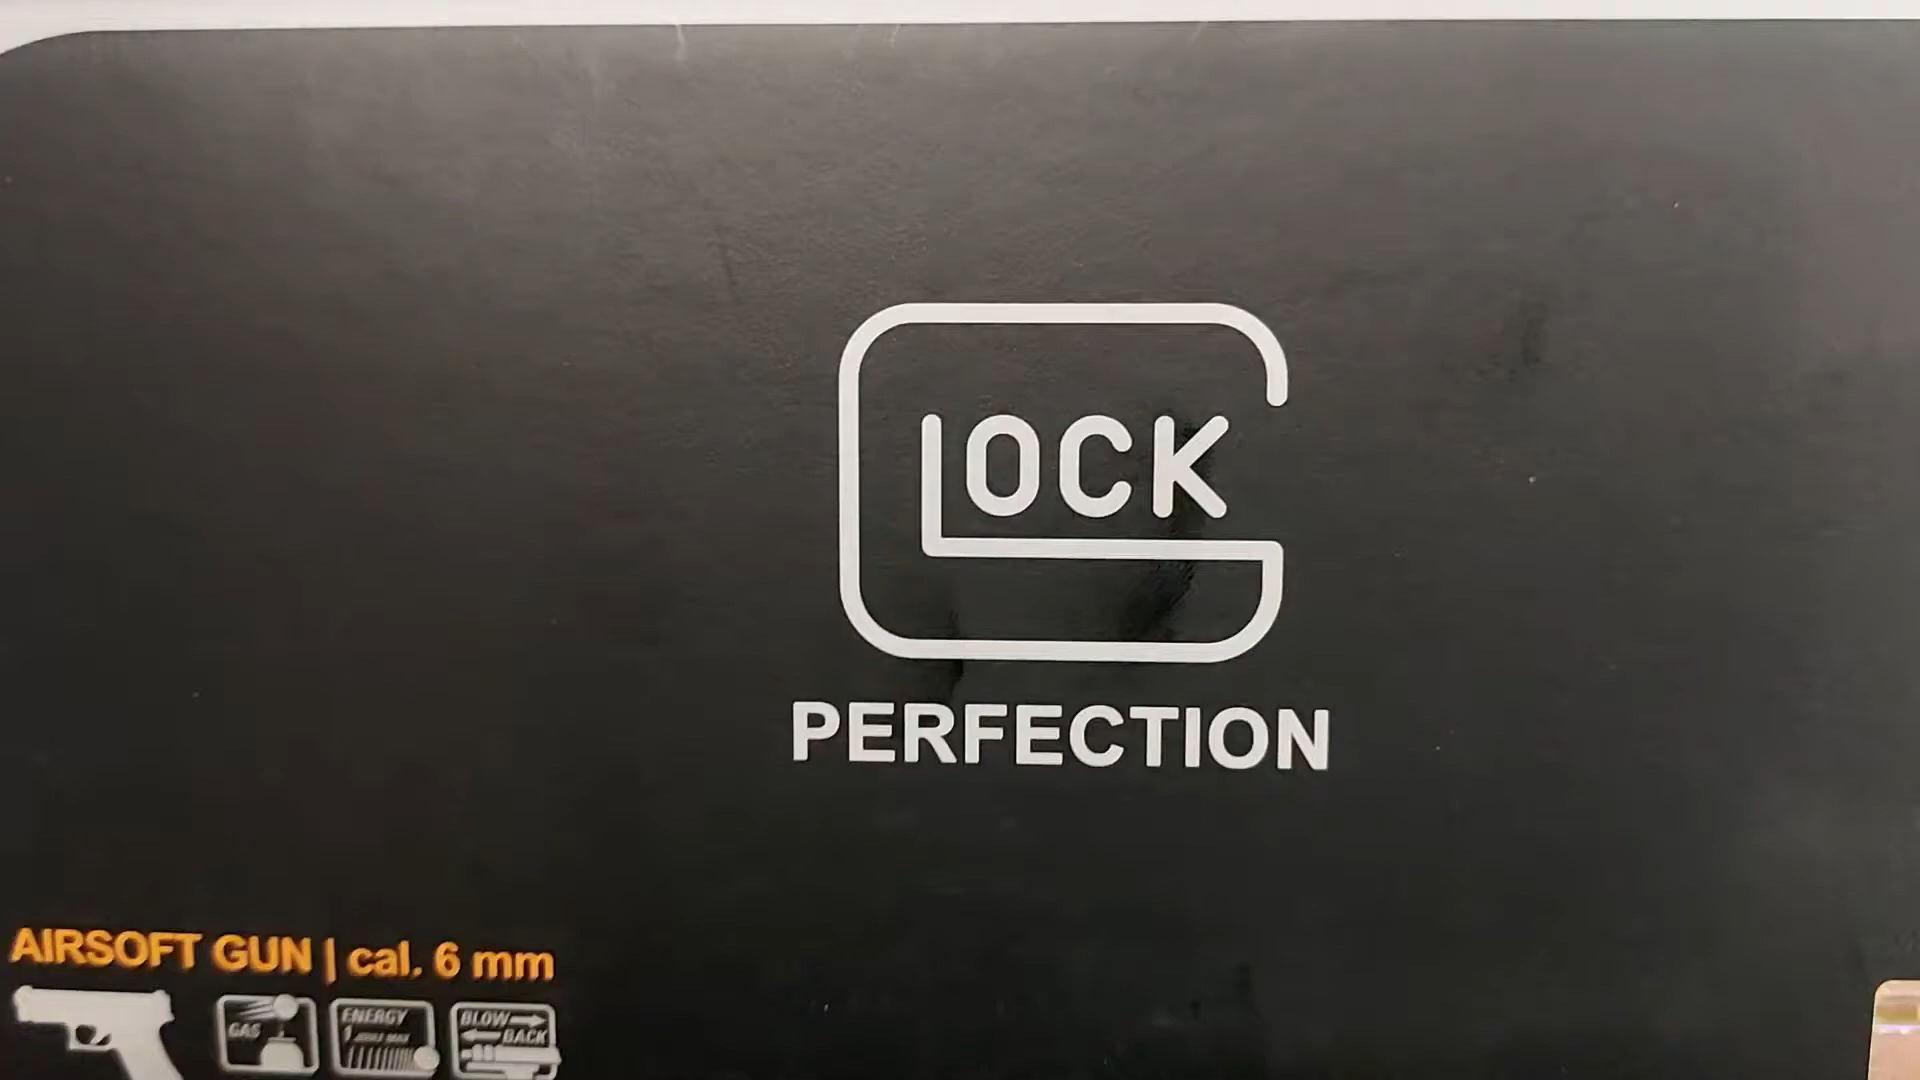 GLOCK
PERFECTION
AIRSOFT GUN | cal. 6 mm
GAS
ENERGY
1 JOULE MAX
BLOW
BACK